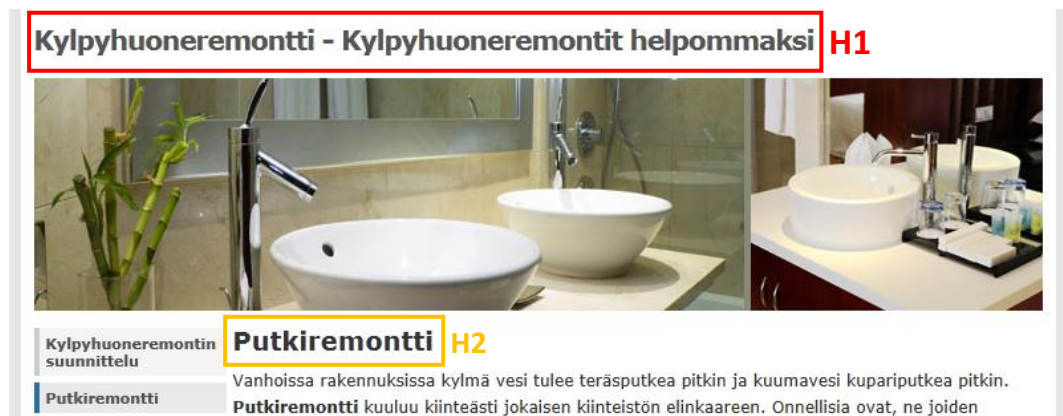 Kylpyhuoneremontti - Kylpyhuoneremontit helpommaksi H1
Kylpyhuoneremontin
suunnittelu
Putkiremontti
Putkiremontti H2
Vanhoissa rakennuksissa kylmä vesi tulee teräsputkea pitkin ja kuumavesi kupariputkea pitkin.
Putkiremontti kuuluu kiinteästi jokaisen kiinteistön elinkaareen. Onnellisia ovat, ne joiden